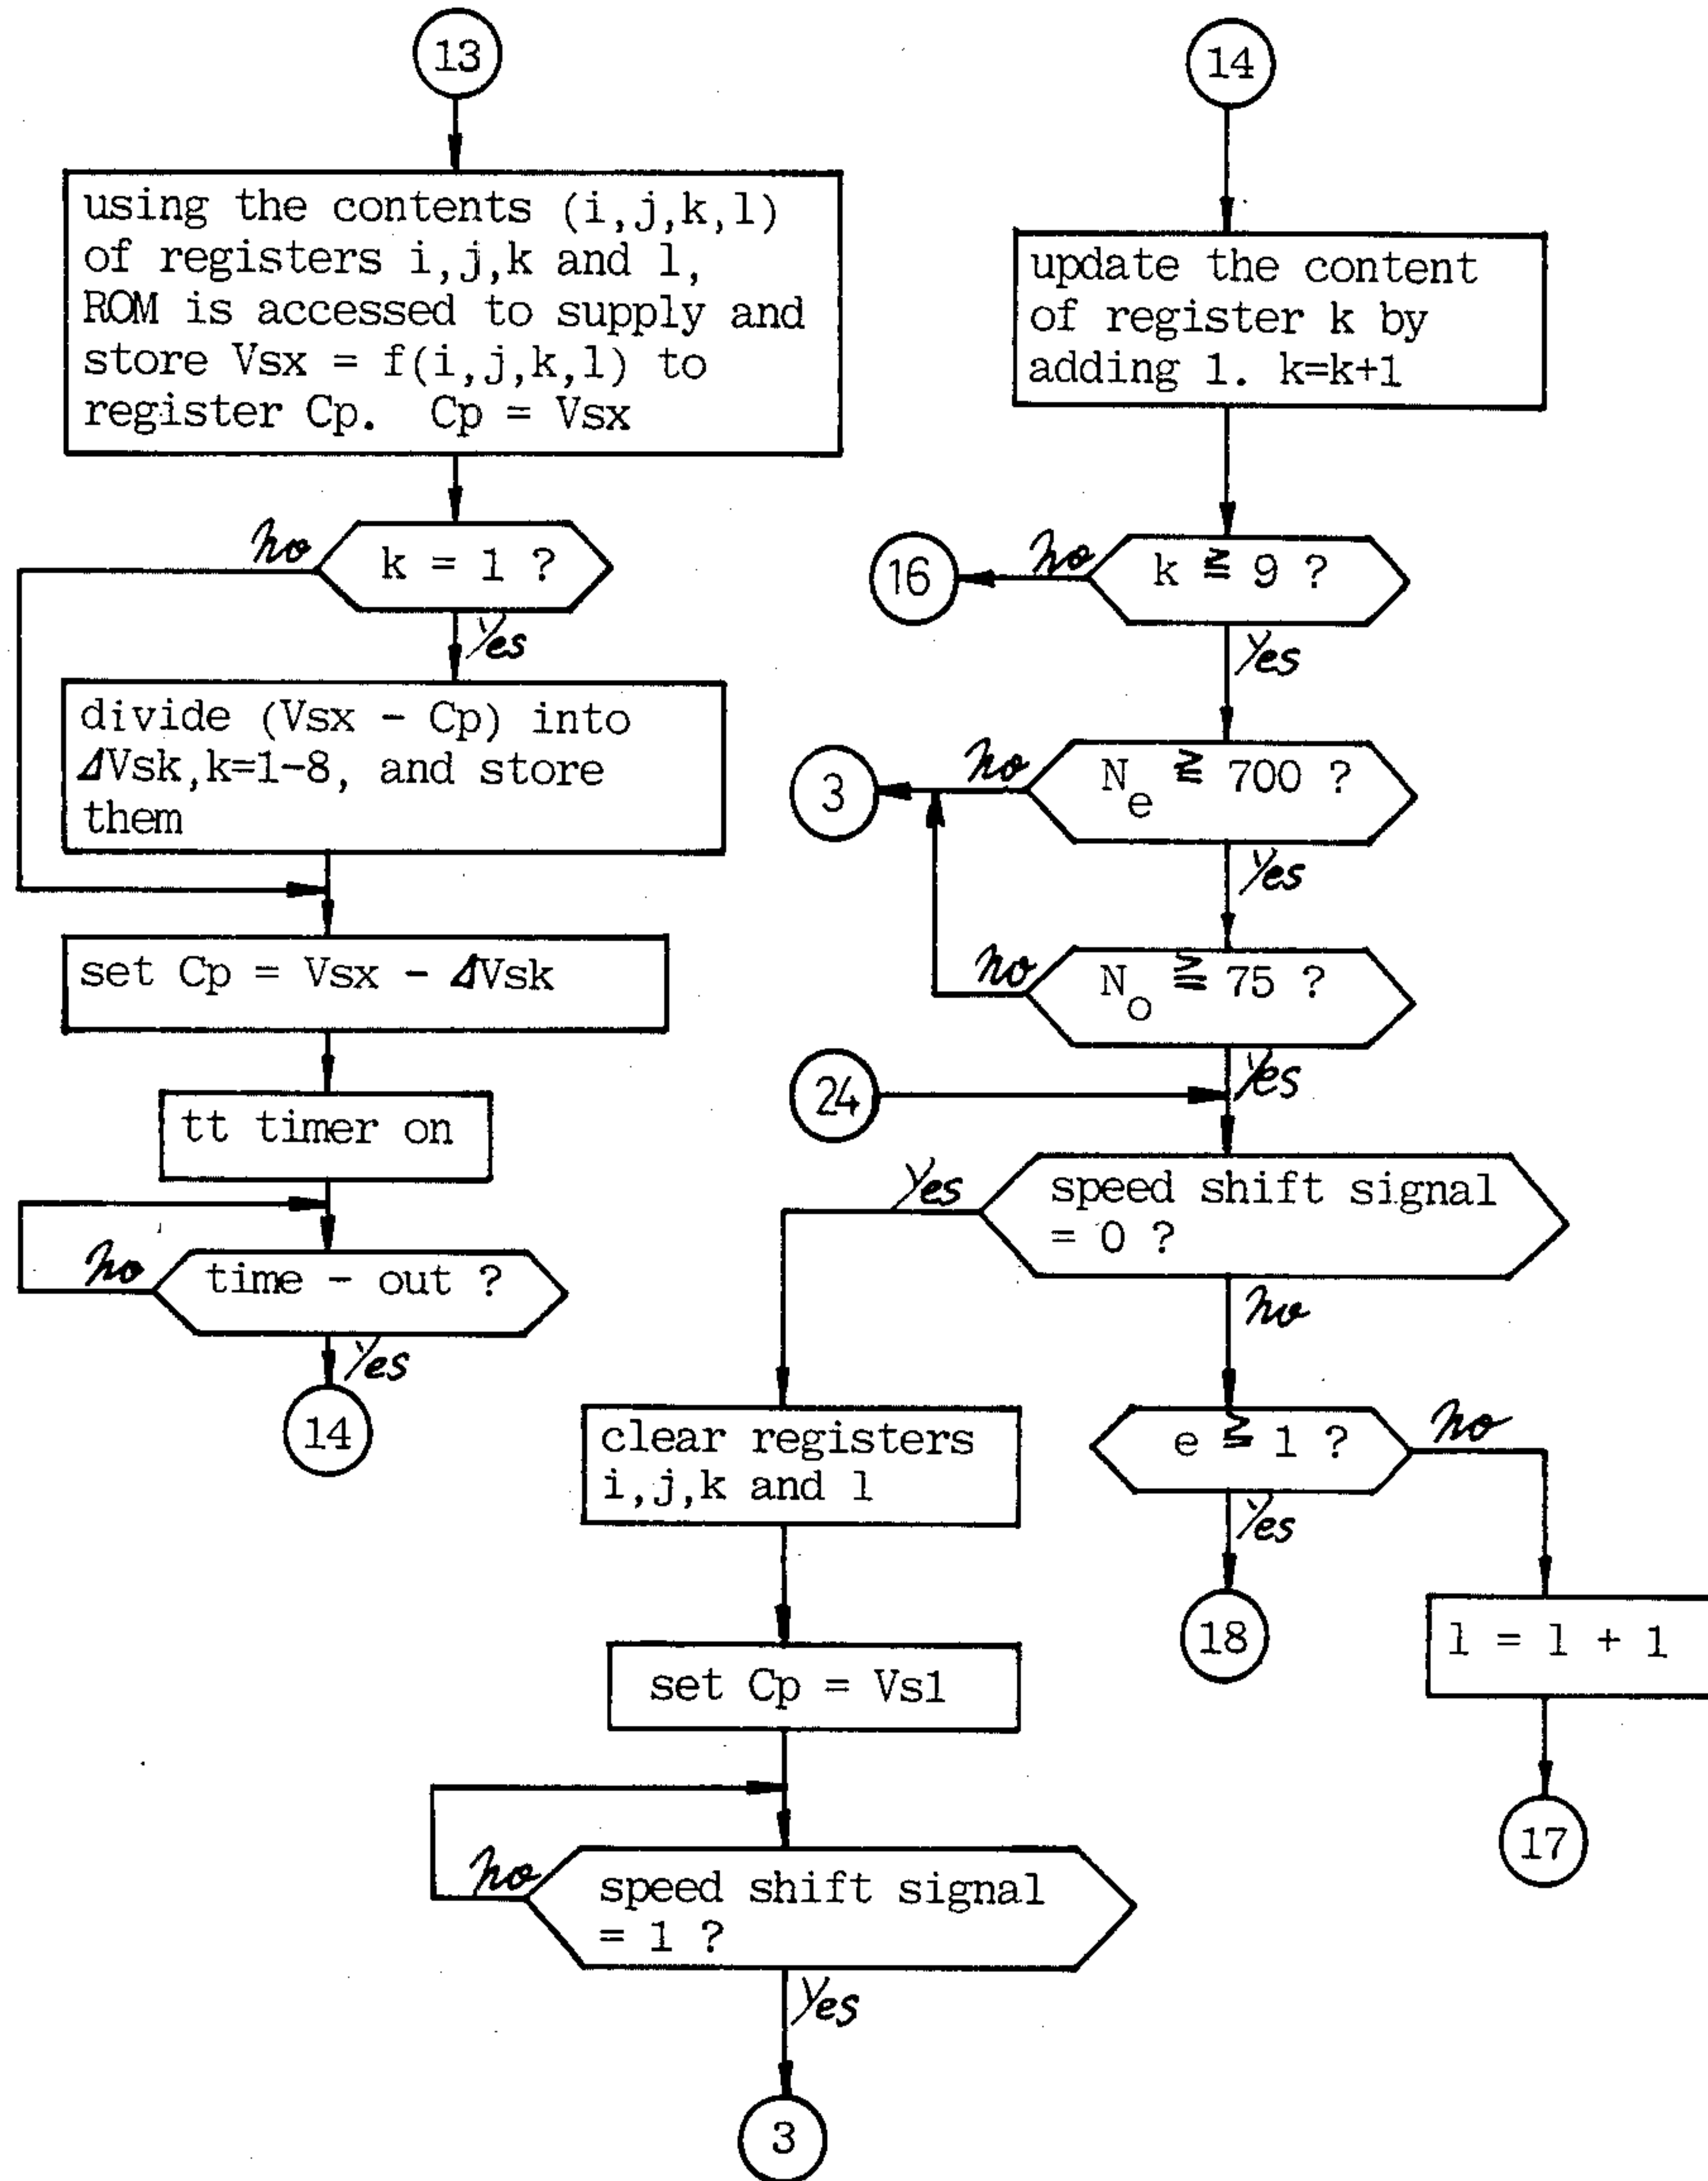 13
using the contents (i,j,k,l)
of registers i,j,k and l,
ROM is accessed to supply and
store Vsx = f(i,j,k,l) to
register Cp. Cp = Vsx
k = 1 ?
no
Yes
divide (Vsx - Cp) into
ΔVsk,k=1-8, and store
them
set Cp = Vsx - ΔVsk
tt timer on
time - out ?
no
Yes
14
14
update the content
of register k by
adding 1. k=k+1
k ≧ 9 ?
no
16
Yes
Ne ≧ 700 ?
no
3
Yes
No ≧ 75 ?
no
Yes
24
speed shift signal
= 0 ?
Yes
no
clear registers
i,j,k and l
set Cp = Vs1
speed shift signal
= 1 ?
no
Yes
3
e ≧ 1 ?
no
Yes
18
l = l + 1
17